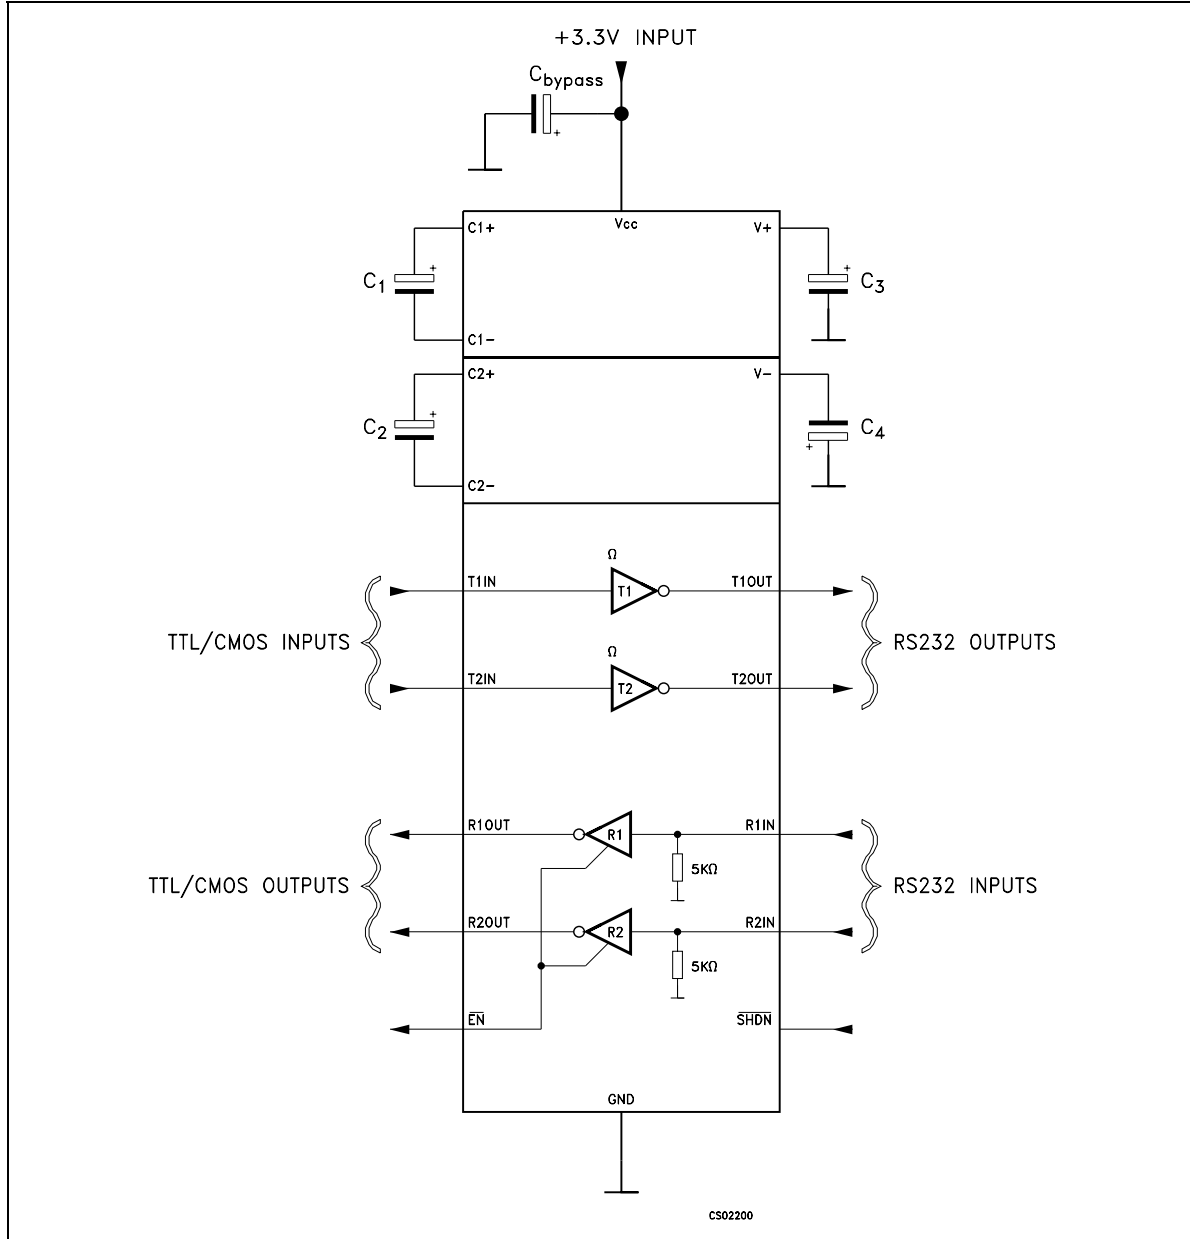 +3.3V INPUT
Cbypass
+
C1+
Vcc
V+
+
C1
+
C3
C1-
C2+
V-
+
C2
C4
+
C2-
Ω
T1IN
T1
T1OUT
TTL/CMOS INPUTS
RS232 OUTPUTS
Ω
T2IN
T2
T2OUT
R1OUT
R1
R1IN
5KΩ
TTL/CMOS OUTPUTS
RS232 INPUTS
R2OUT
R2
R2IN
5KΩ
EN
SHDN
GND
CS02200